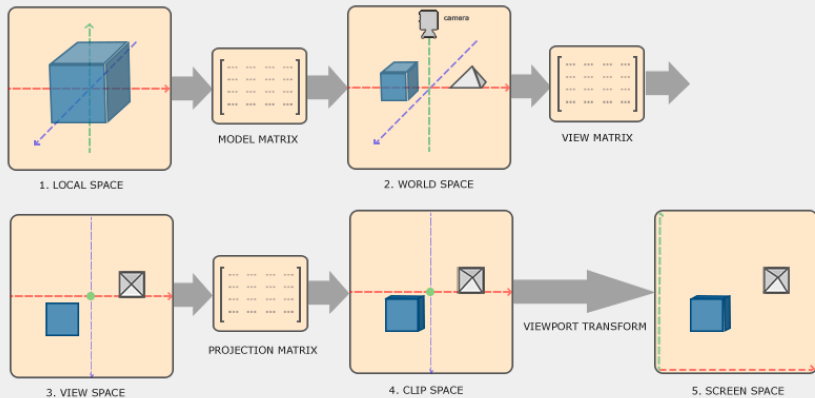 camera
MODEL MATRIX
VIEW MATRIX
1. LOCAL SPACE
2. WORLD SPACE
PROJECTION MATRIX
VIEWPORT TRANSFORM
3. VIEW SPACE
4. CLIP SPACE
5. SCREEN SPACE